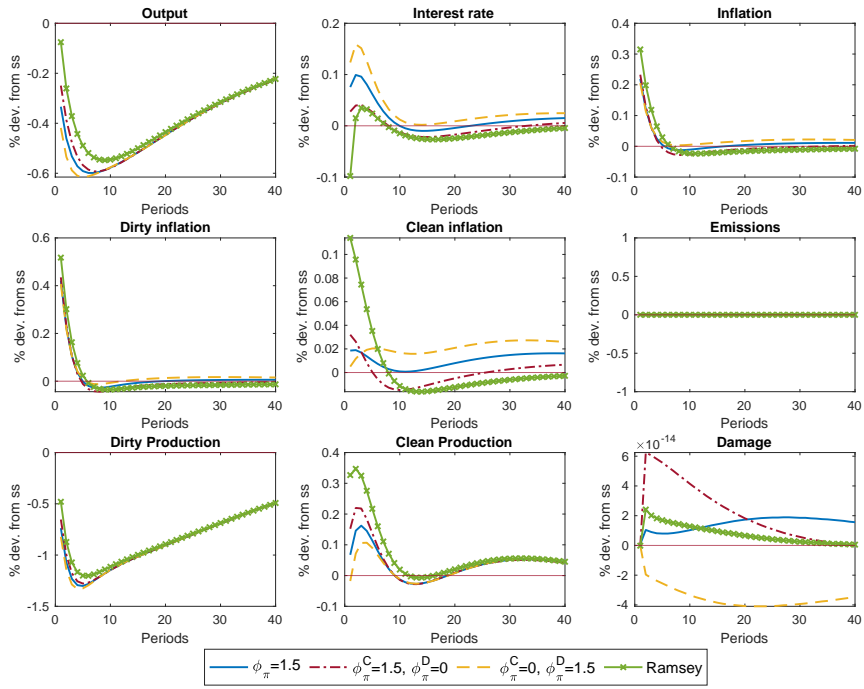 Output
Interest rate
Inflation
% dev. from ss
0
-0.2
-0.4
-0.6
0 10 20 30 40
Periods
% dev. from ss
0.2
0.1
0
-0.1
0 10 20 30 40
Periods
% dev. from ss
0.4
0.3
0.2
0.1
0
-0.1
0 10 20 30 40
Periods
Dirty inflation
Clean inflation
Emissions
% dev. from ss
0.6
0.4
0.2
0
0 10 20 30 40
Periods
% dev. from ss
0.1
0.08
0.06
0.04
0.02
0
0 10 20 30 40
Periods
% dev. from ss
1
0.5
0
-0.5
-1
0 10 20 30 40
Periods
Dirty Production
Clean Production
Damage
% dev. from ss
0
-0.5
-1
-1.5
0 10 20 30 40
Periods
% dev. from ss
0.4
0.3
0.2
0.1
0
-0.1
0 10 20 30 40
Periods
×10⁻¹⁴
% dev. from ss
6
4
2
0
-2
-4
0 10 20 30 40
Periods
ϕ_π=1.5 ϕ_π^C=1.5, ϕ_π^D=0 ϕ_π^C=0, ϕ_π^D=1.5 Ramsey